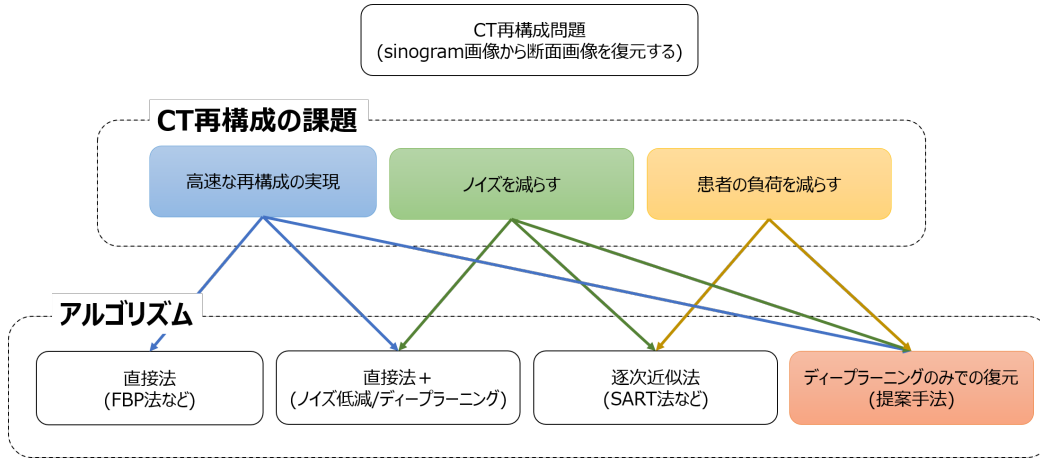 CT再構成問題
(sinogram画像から断面画像を復元する)
CT再構成の課題
高速な再構成の実現
ノイズを減らす
患者の負荷を減らす
アルゴリズム
直接法
(FBP法など)
直接法＋
(ノイズ低減/ディープラーニング)
逐次近似法
(SART法など)
ディープラーニングのみでの復元
(提案手法)